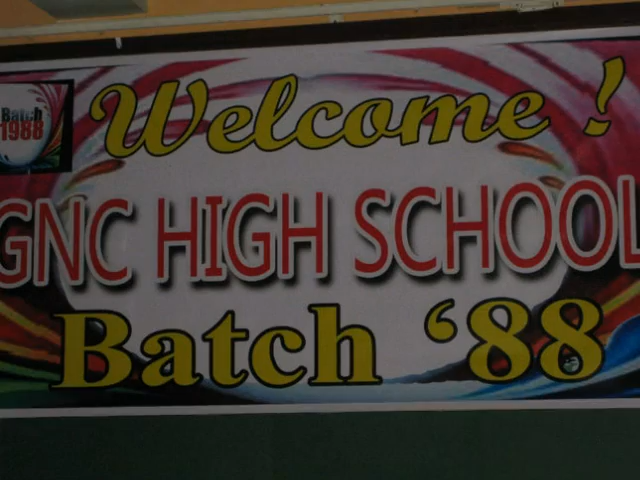 Batch
1988
Welcome !
GNC HIGH SCHOOL
Batch ‘88